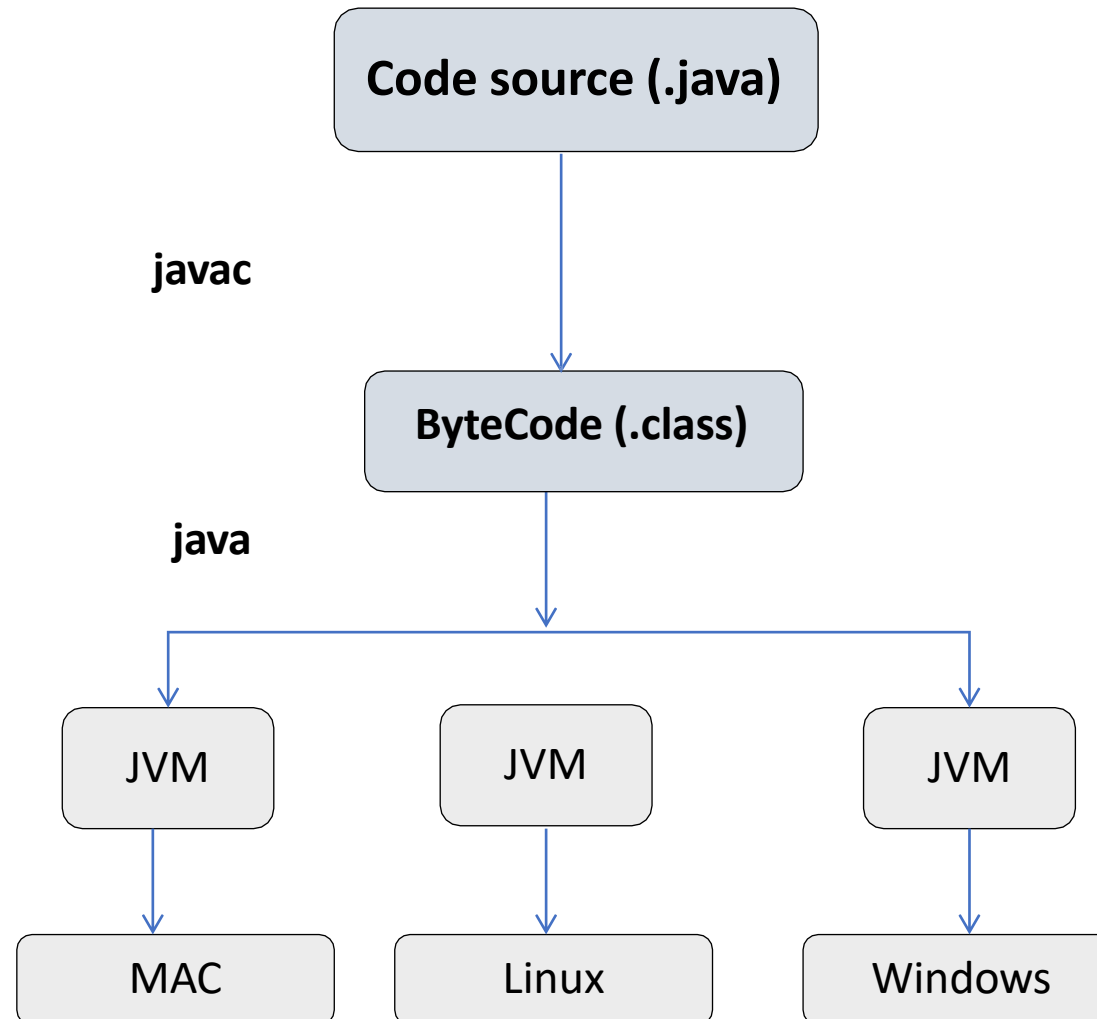 Code source (.java)
javac
ByteCode (.class)
java
JVM
JVM
JVM
MAC
Linux
Windows